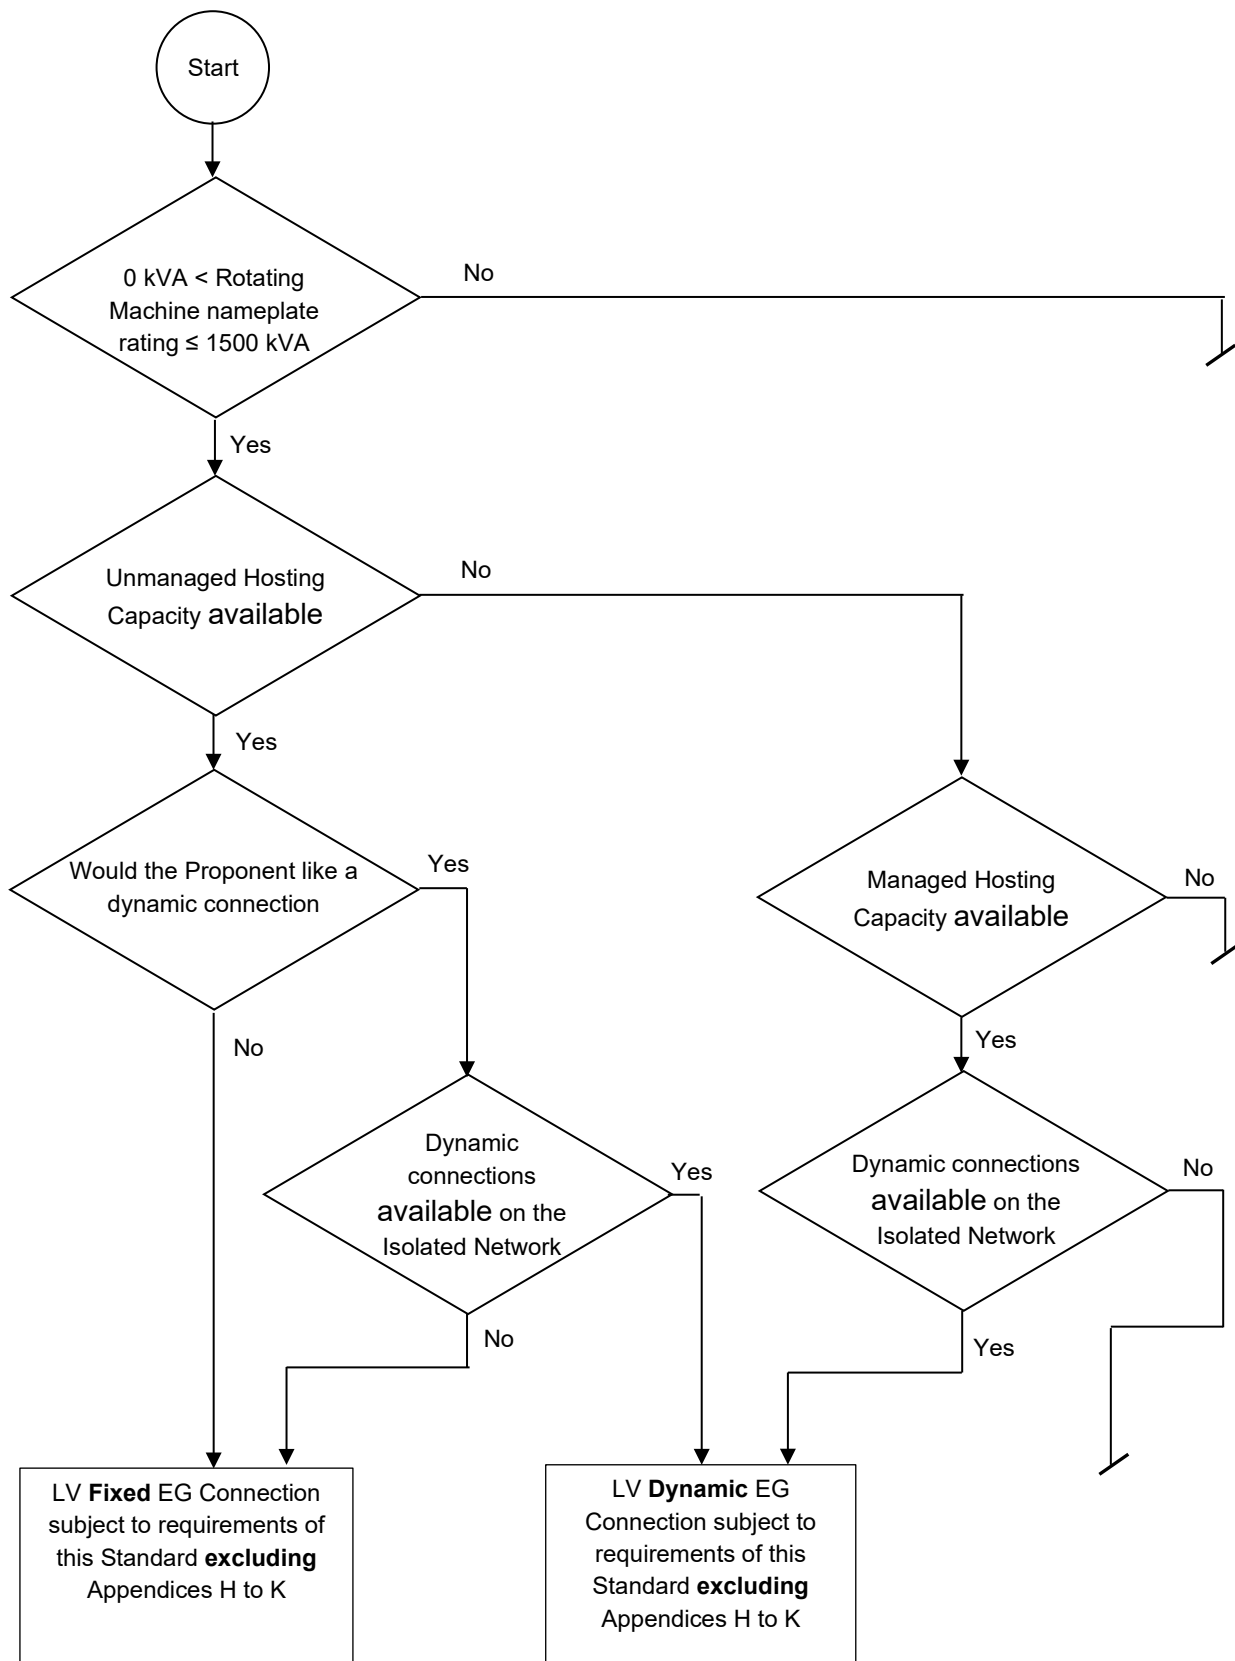 Start
0 kVA < Rotating
Machine nameplate
rating ≤ 1500 kVA
No
Yes
Unmanaged Hosting
Capacity available
No
Yes
Would the Proponent like a
dynamic connection
Yes
No
Managed Hosting
Capacity available
No
Yes
Dynamic
connections
available on the
Isolated Network
Yes
No
Dynamic connections
available on the
Isolated Network
No
Yes
LV Fixed EG Connection
subject to requirements of
this Standard excluding
Appendices H to K
LV Dynamic EG
Connection subject to
requirements of this
Standard excluding
Appendices H to K